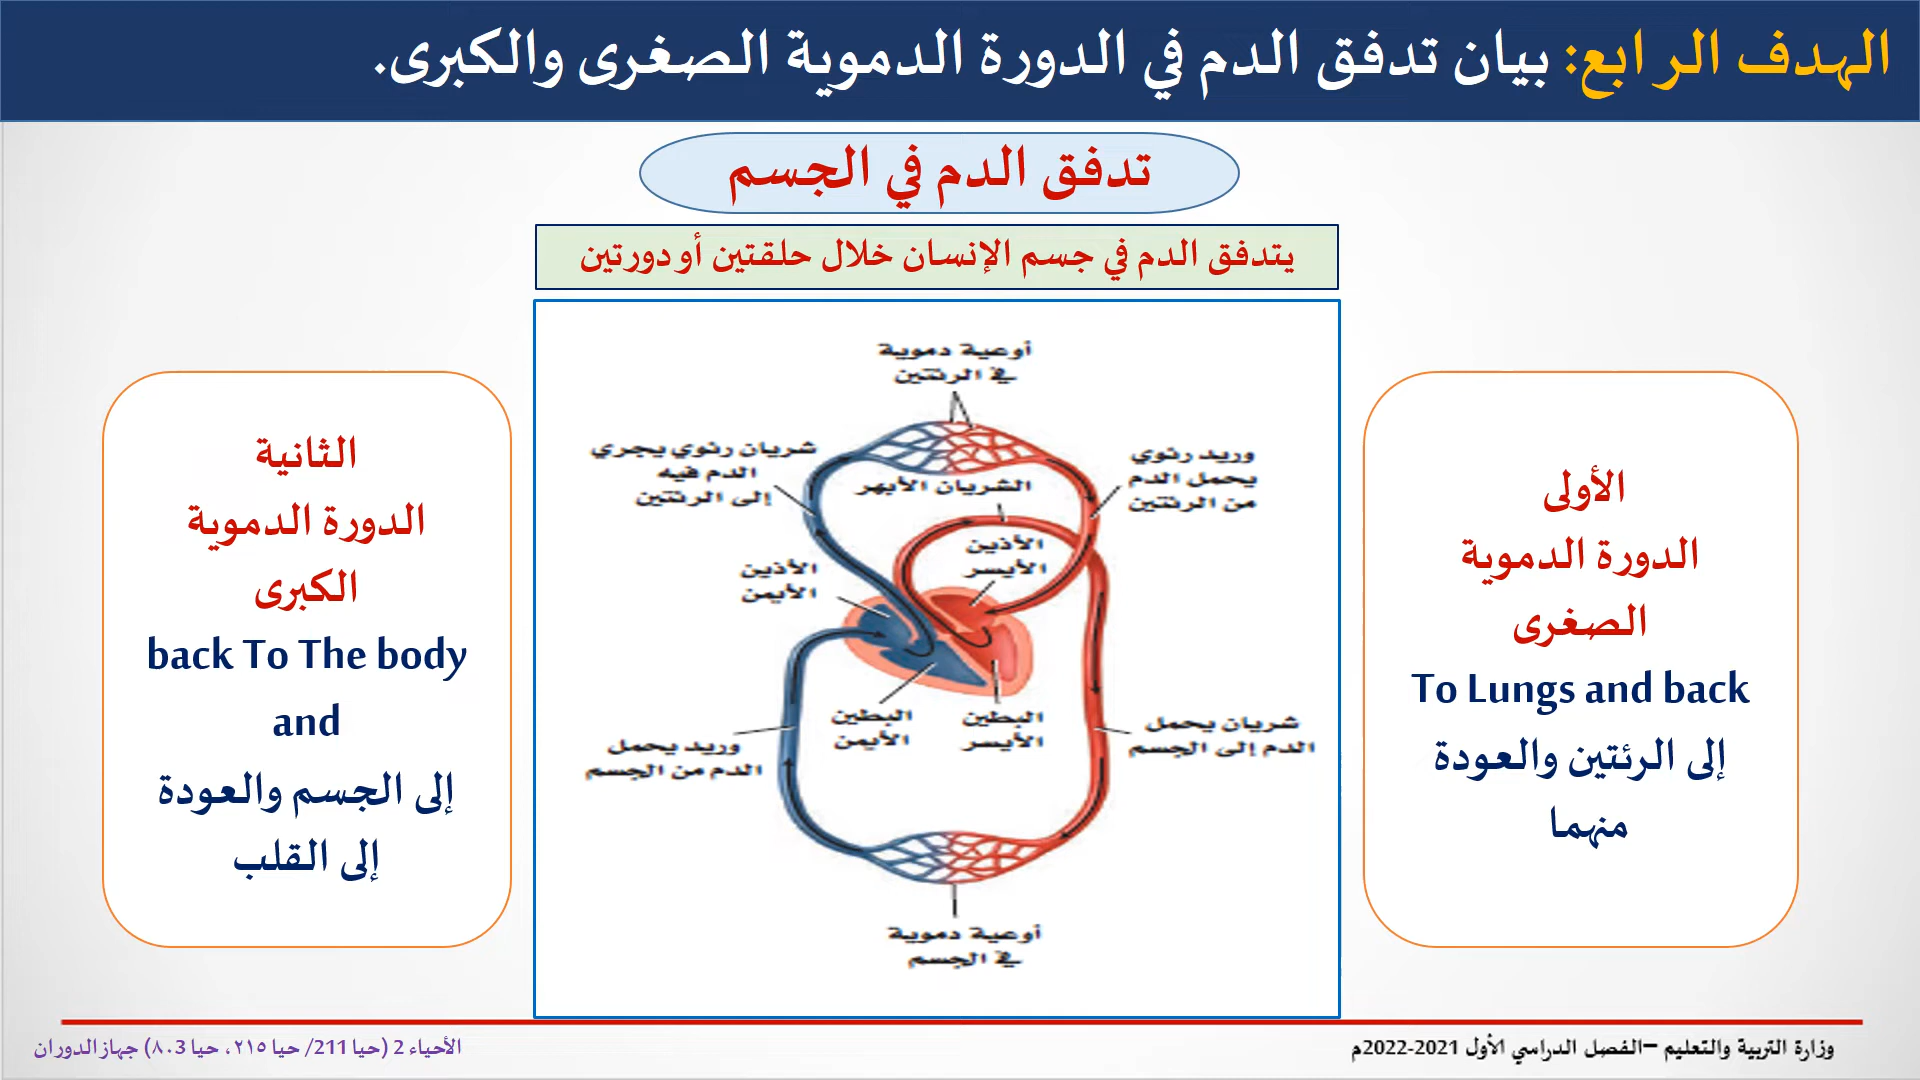 الهدف الرابع: بيان تدفق الدم في الدورة الدموية الصغرى والكبرى.
تدفق الدم في الجسم
يتدفق الدم في جسم الإنسان خلال حلقتين أو دورتين
الأولى
الدورة الدموية
الصغرى
To Lungs and back
إلى الرئتين والعودة
منهما
أوعية دموية
في الرئتين
وريد رئوي
يحمل الدم
من الرئتين
شريان رئوي يجري
الدم فيه
إلى الرئتين
الشريان الأبهر
الأذين
الأيسر
الأذين
الأيمن
البطين
الأيسر
البطين
الأيمن
شريان يحمل
الدم إلى الجسم
وريد يحمل
الدم من الجسم
أوعية دموية
في الجسم
الثانية
الدورة الدموية
الكبرى
back To The body
and
إلى الجسم والعودة
إلى القلب
وزارة التربية والتعليم –الفصل الدراسي الأول 2021-2022م
الأحياء 2 (حيا 211/ حيا ٢١٥، حيا ٨٠3) جهاز الدوران